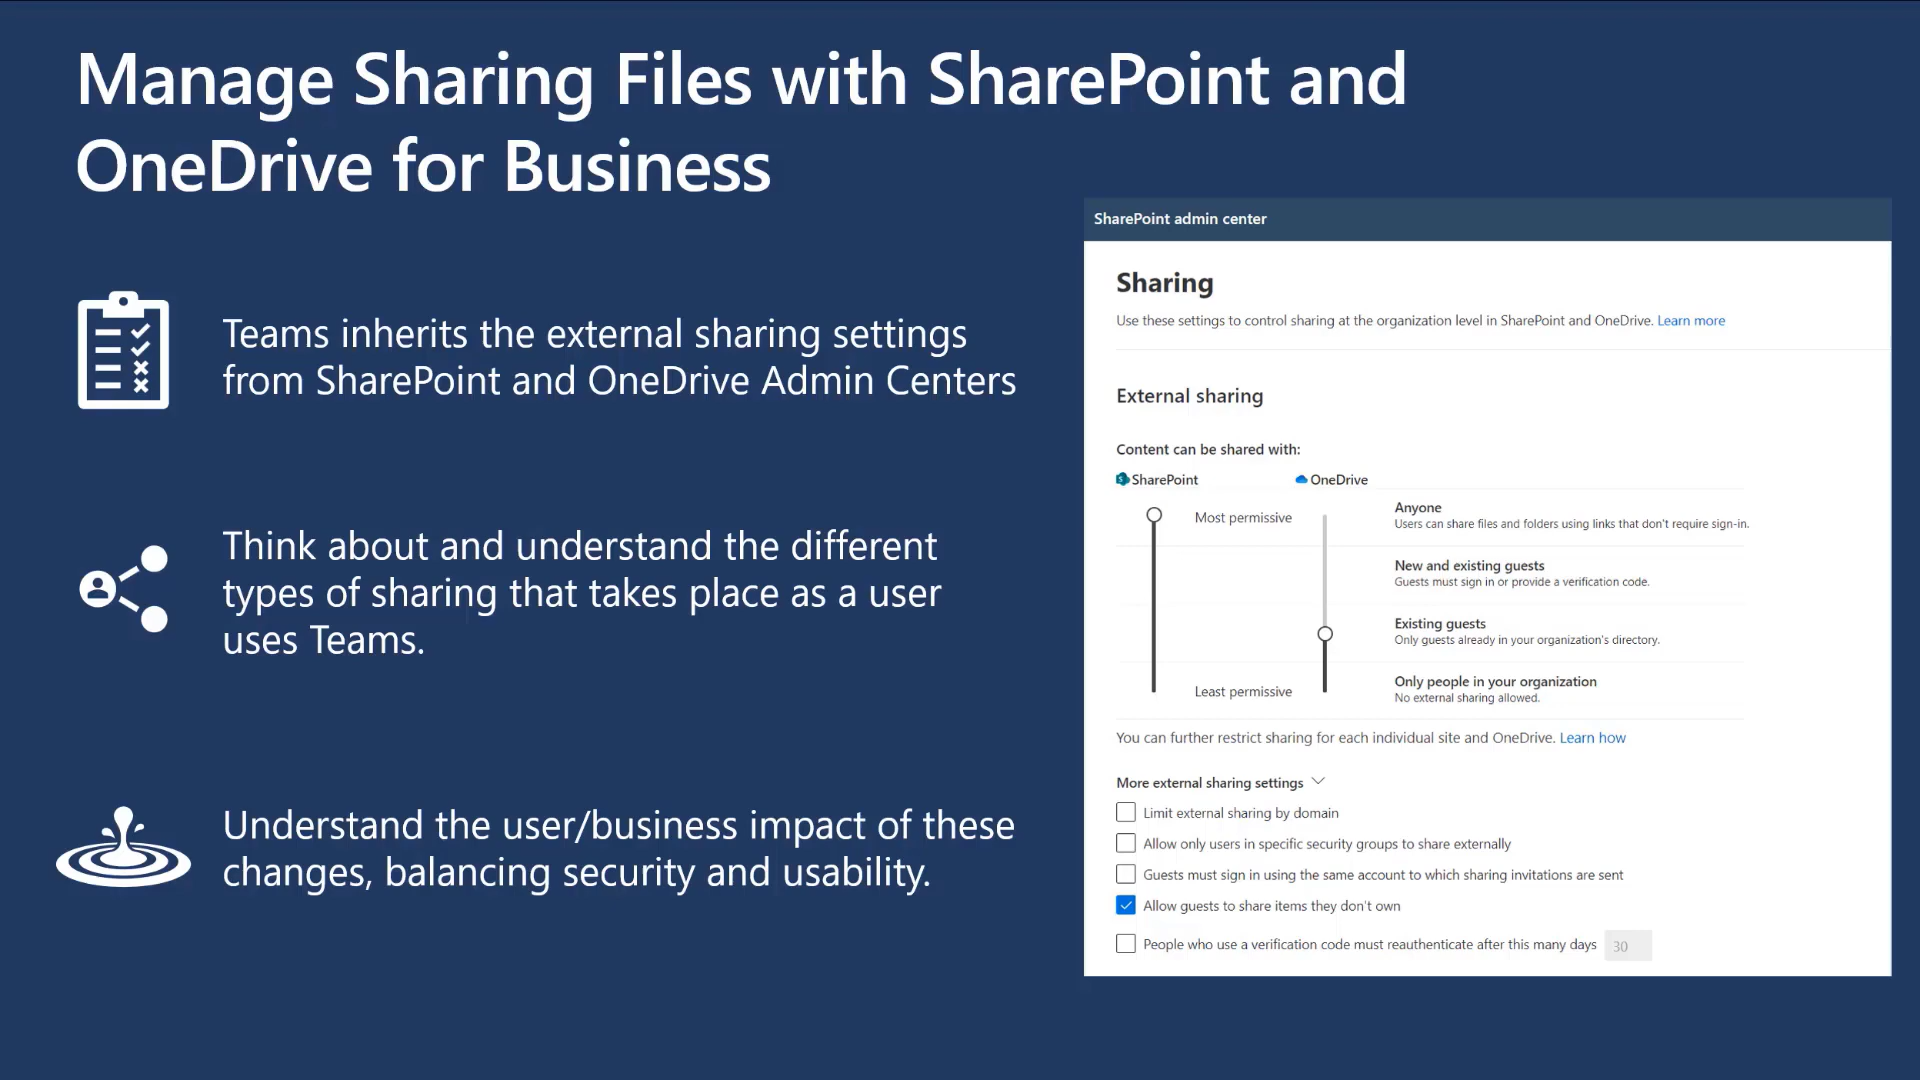 Manage Sharing Files with SharePoint and
OneDrive for Business
Teams inherits the external sharing settings
from SharePoint and OneDrive Admin Centers
Think about and understand the different
types of sharing that takes place as a user
uses Teams.
Understand the user/business impact of these
changes, balancing security and usability.
SharePoint admin center
Sharing
Use these settings to control sharing at the organization level in SharePoint and OneDrive. Learn more
External sharing
Content can be shared with:
SharePoint OneDrive
Most permissive
Anyone
Users can share files and folders using links that don't require sign-in.
New and existing guests
Guests must sign in or provide a verification code.
Existing guests
Only guests already in your organization's directory.
Least permissive
Only people in your organization
No external sharing allowed.
You can further restrict sharing for each individual site and OneDrive. Learn how
More external sharing settings
Limit external sharing by domain
Allow only users in specific security groups to share externally
Guests must sign in using the same account to which sharing invitations are sent
Allow guests to share items they don't own
People who use a verification code must reauthenticate after this many days 30